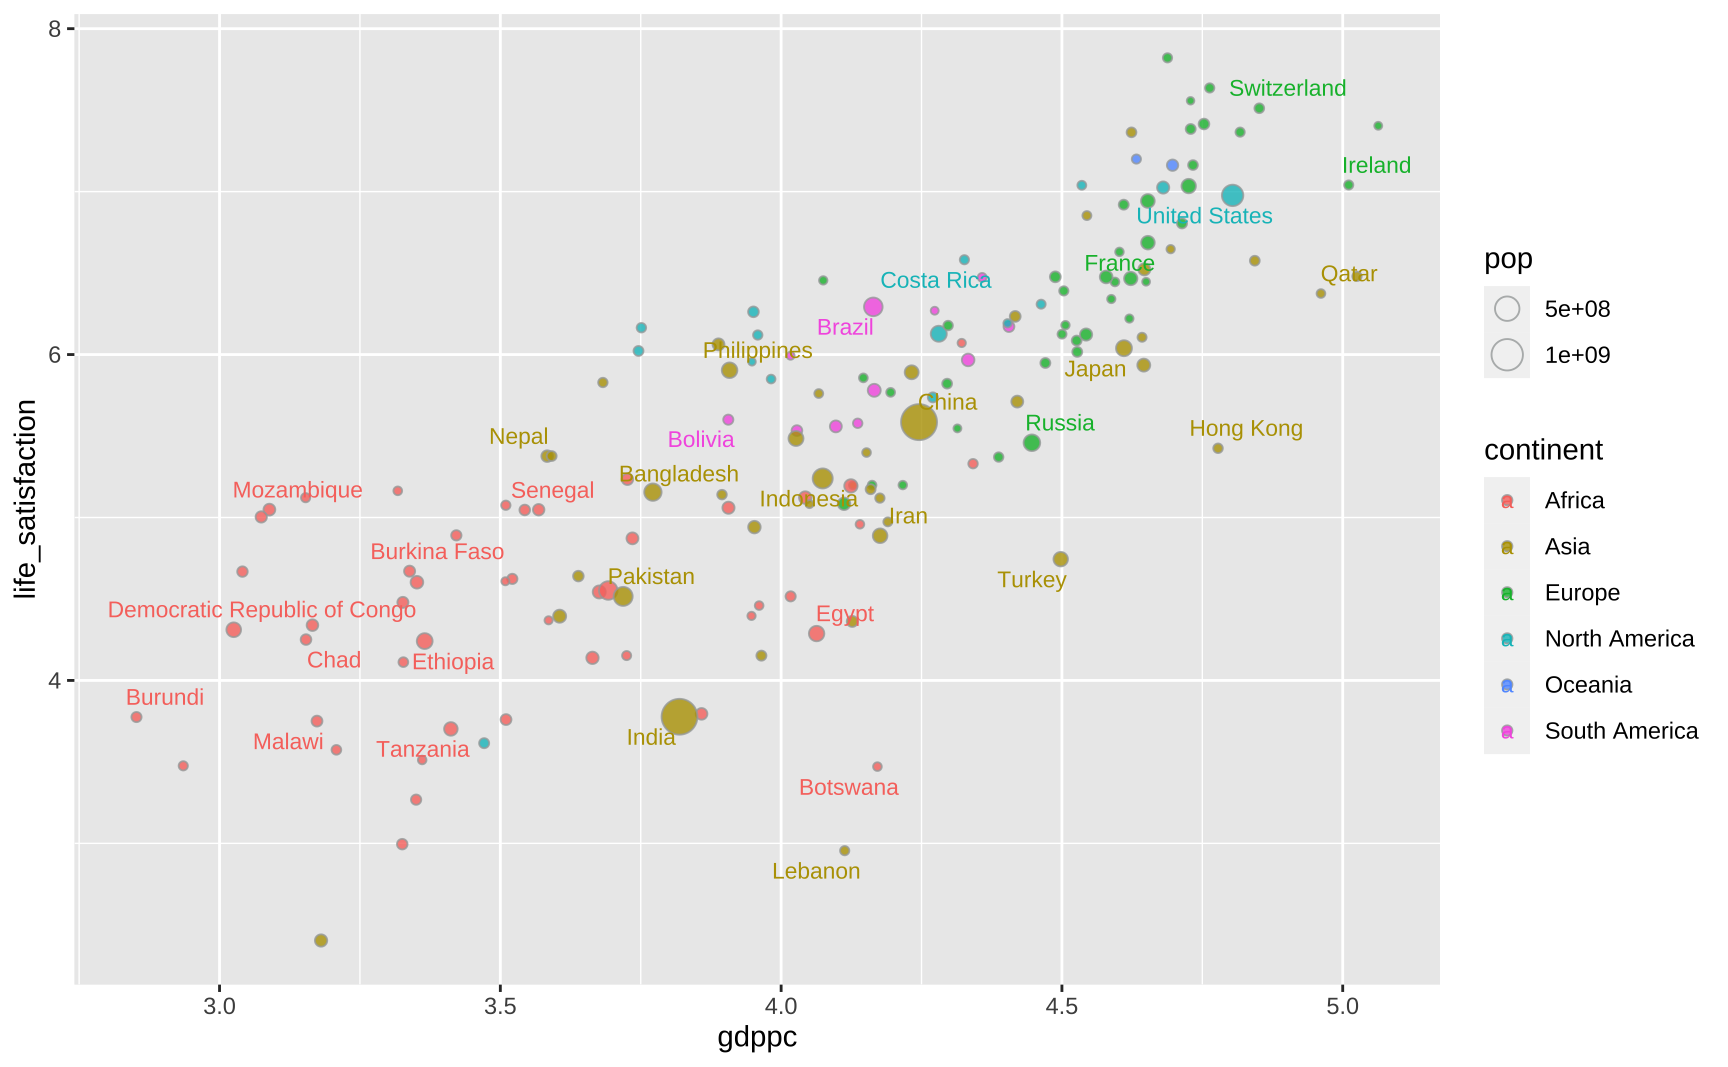 8
6
4
life_satisfaction
Switzerland
Ireland
United States
France
Qatar
Costa Rica
Brazil
Philippines
Japan
China
Russia
Hong Kong
Nepal
Bolivia
Bangladesh
Mozambique
Senegal
Indonesia
Iran
Burkina Faso
Pakistan
Turkey
Democratic Republic of Congo
Egypt
Chad
Ethiopia
Burundi
Malawi
Tanzania
India
Botswana
Lebanon
3.0
3.5
4.0
4.5
5.0
gdppc
pop
5e+08
1e+09
continent
a Africa
a Asia
a Europe
a North America
a Oceania
a South America